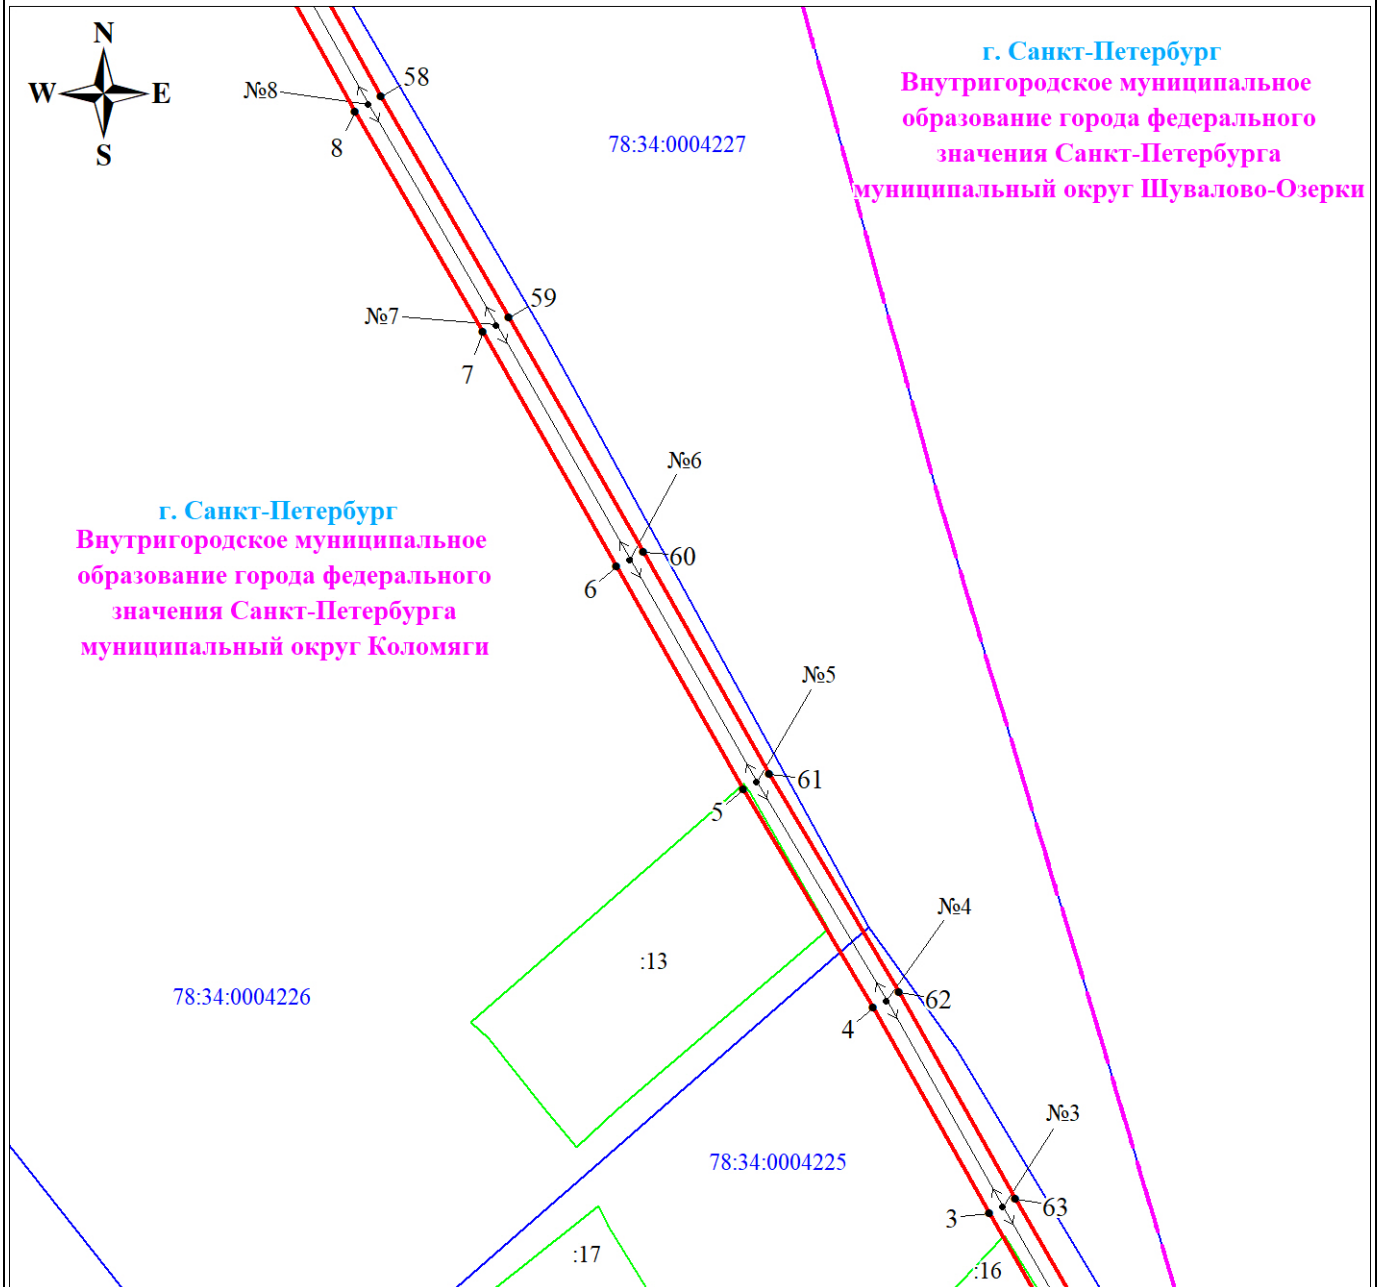 N
W
E
S
№8
58
8
78:34:0004227
г. Санкт-Петербург
Внутригородское муниципальное
образование города федерального
значения Санкт-Петербурга
муниципальный округ Шувалово-Озерки
59
№7
7
№6
60
6
г. Санкт-Петербург
Внутригородское муниципальное
образование города федерального
значения Санкт-Петербурга
муниципальный округ Коломяги
№5
61
5
№4
:13
78:34:0004226
62
4
№3
78:34:0004225
63
3
:17
:16